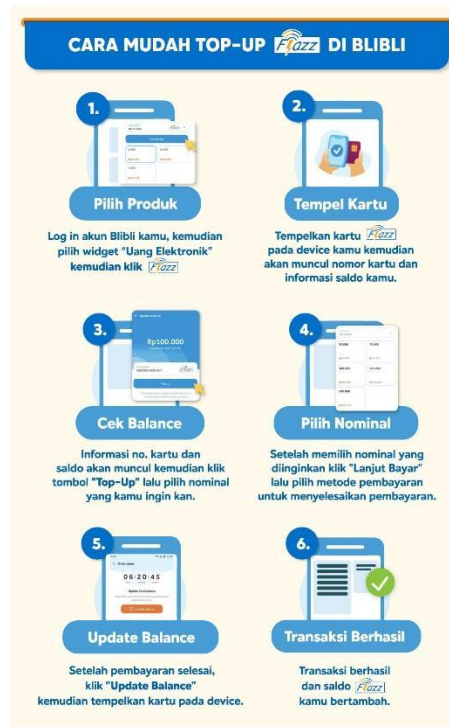 CARA MUDAH TOP-UP Flazz DI BLIBLI
1.
Pilih Produk
Log in akun Blibli kamu, kemudian
pilih widget "Uang Elektronik"
kemudian klik Flazz
2.
Tempel Kartu
Tempelkan kartu Flazz
pada device kamu kemudian
akan muncul nomor kartu dan
informasi saldo kamu.
3.
Rp100.000
Cek Balance
Informasi no. kartu dan
saldo akan muncul kemudian klik
tombol "Top-Up" lalu pilih nominal
yang kamu ingin kan.
4.
Pilih Nominal
Setelah memilih nominal yang
diinginkan klik "Lanjut Bayar"
lalu pilih metode pembayaran
untuk menyelesaikan pembayaran.
5.
06:20:45
Update Balance
Setelah pembayaran selesai,
klik "Update Balance"
kemudian tempelkan kartu pada device.
6.
Transaksi Berhasil
Transaksi berhasil
dan saldo Flazz
kamu bertambah.